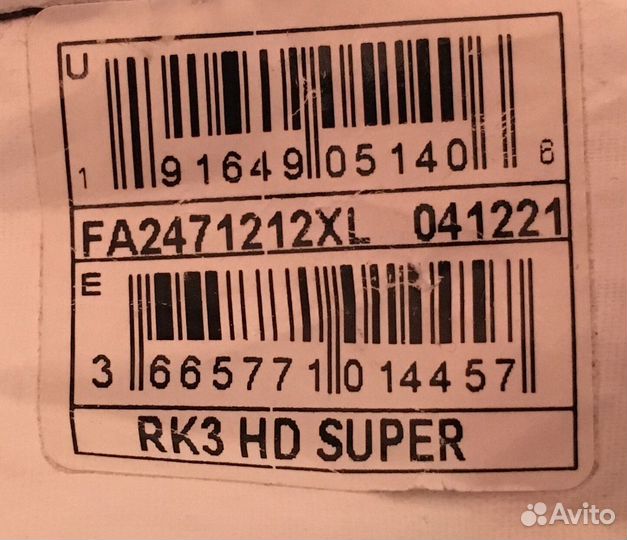 U
1 91649 05140 8
FA2471212XL 041221
E
3 665771 014457
RK3 HD SUPER
Avito